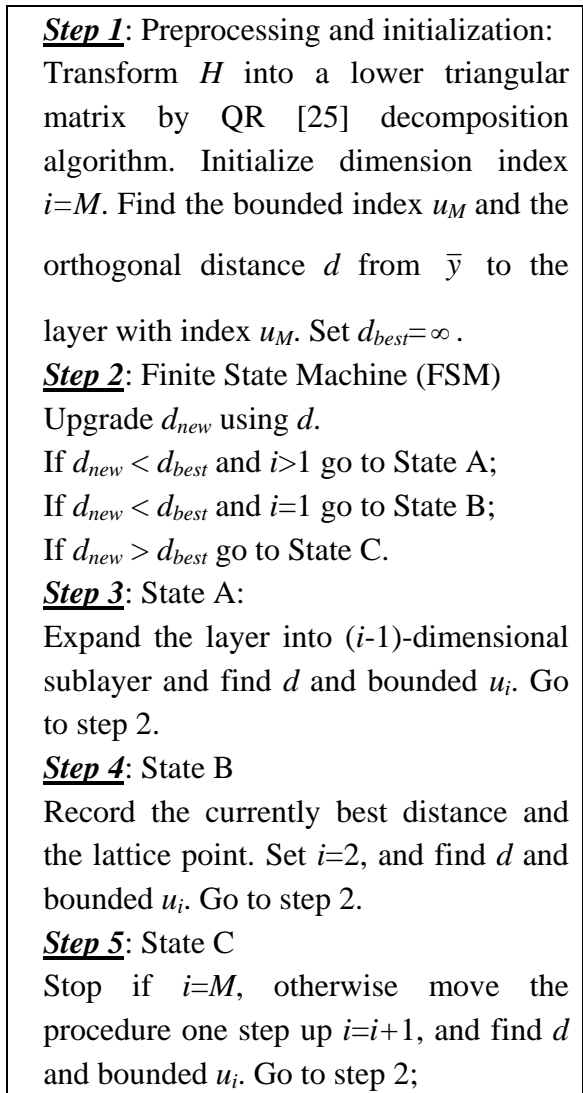 Step 1: Preprocessing and initialization:
Transform H into a lower triangular
matrix by QR [25] decomposition
algorithm. Initialize dimension index
i=M. Find the bounded index u_M and the
orthogonal distance d from y̅ to the
layer with index u_M. Set d_best=∞.
Step 2: Finite State Machine (FSM)
Upgrade d_new using d.
If d_new < d_best and i>1 go to State A;
If d_new < d_best and i=1 go to State B;
If d_new > d_best go to State C.
Step 3: State A:
Expand the layer into (i-1)-dimensional
sublayer and find d and bounded u_i. Go
to step 2.
Step 4: State B
Record the currently best distance and
the lattice point. Set i=2, and find d and
bounded u_i. Go to step 2.
Step 5: State C
Stop if i=M, otherwise move the
procedure one step up i=i+1, and find d
and bounded u_i. Go to step 2;